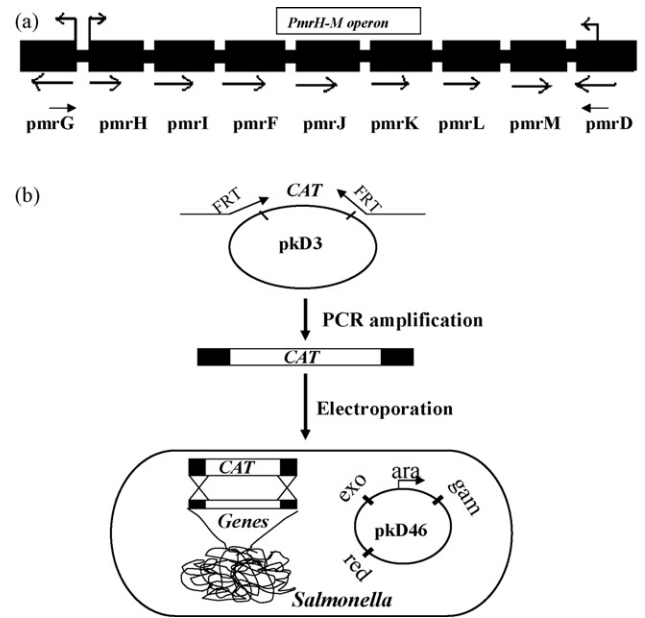 (a)
PmrH-M operon
pmrG pmrH pmrI pmrF pmrJ pmrK pmrL pmrM pmrD
(b)
FRT CAT FRT
pkD3
PCR amplification
CAT
Electroporation
CAT
Genes
Salmonella
exo ara gam
pkD46
red